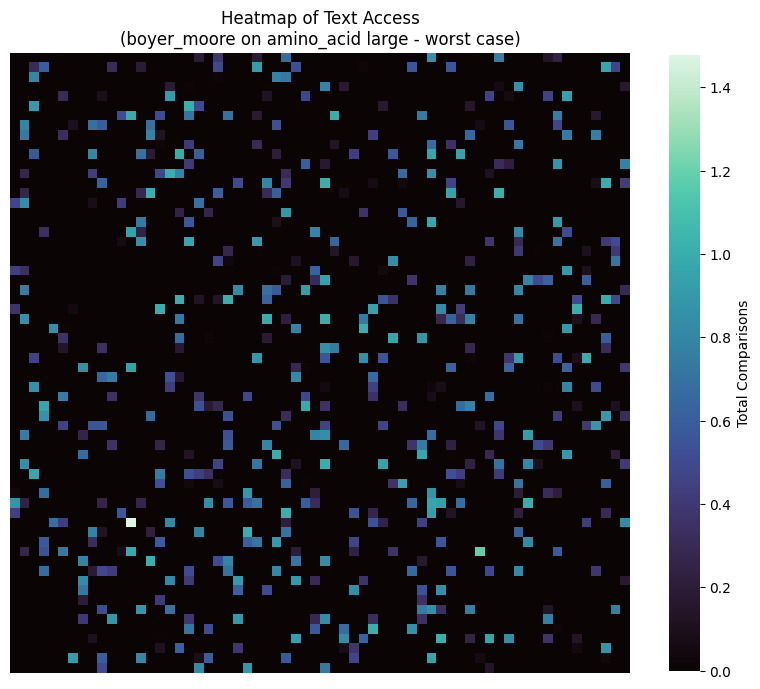 Heatmap of Text Access
(boyer_moore on amino_acid large - worst case)
1.4
1.2
1.0
0.8
0.6
0.4
0.2
0.0
Total Comparisons